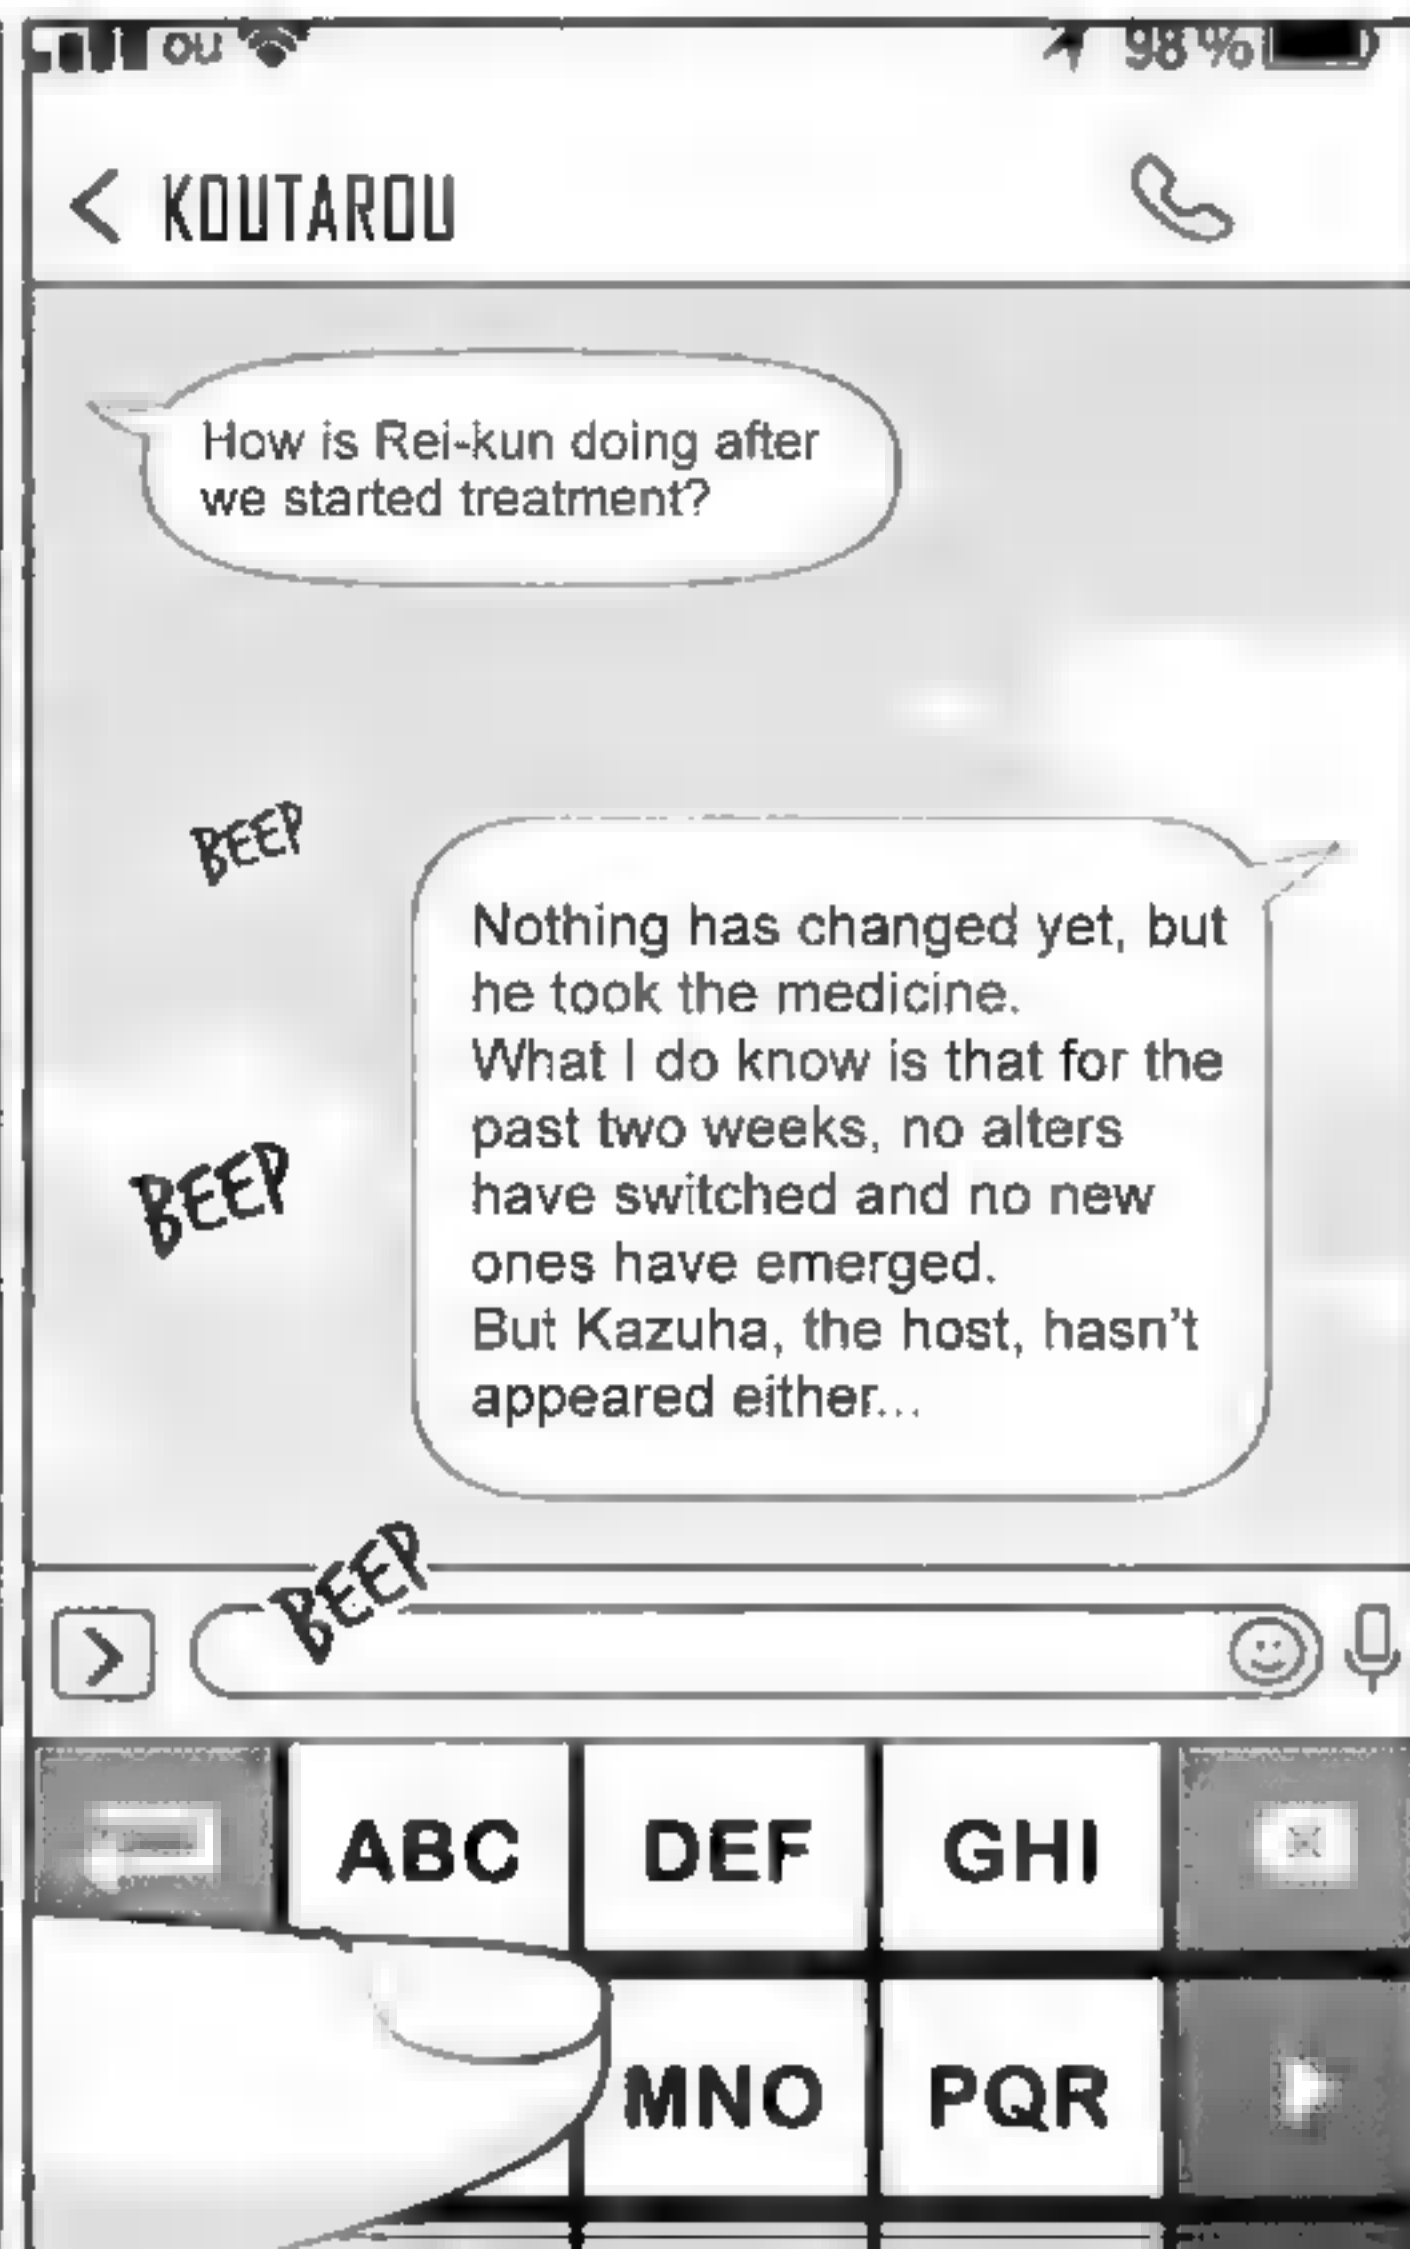 ou 98%
< KOUTAROU
How is Rei-kun doing after
we started treatment?
BEEP
Nothing has changed yet, but
he took the medicine.
What I do know is that for the
past two weeks, no alters
have switched and no new
ones have emerged.
But Kazuha, the host, hasn't
appeared either...
BEEP
BEEP
ABC DEF GHI
MNO PQR